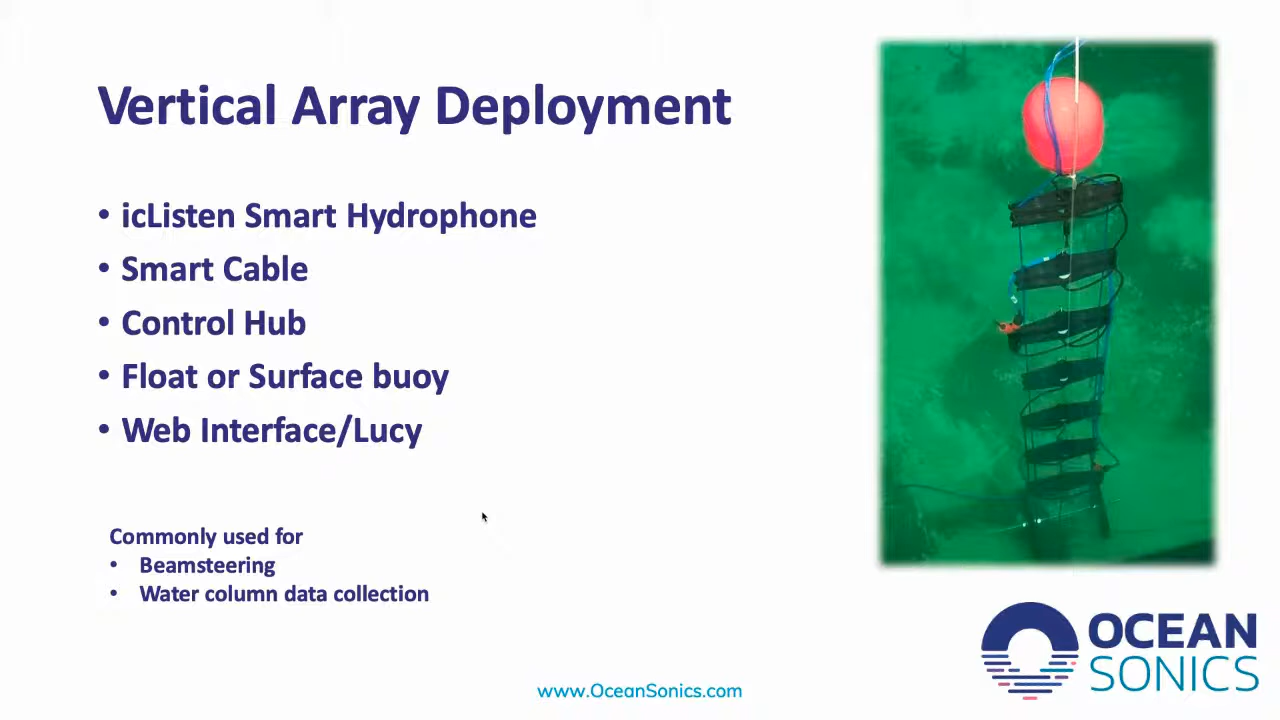 Vertical Array Deployment
• icListen Smart Hydrophone
• Smart Cable
• Control Hub
• Float or Surface buoy
• Web Interface/Lucy
Commonly used for
• Beamsteering
• Water column data collection
www.OceanSonics.com
OCEAN
SONICS